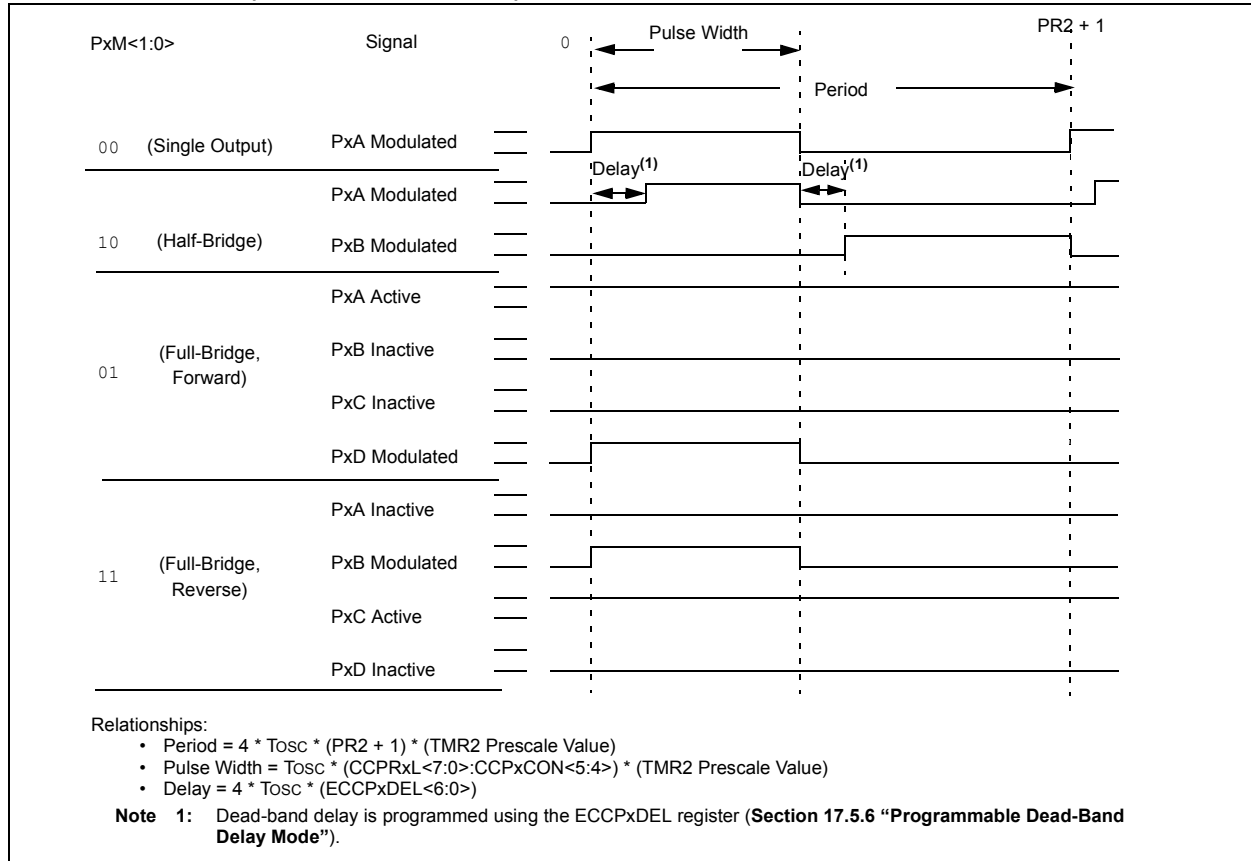 PxM<1:0> Signal 0 Pulse Width PR2 + 1
Period
00 (Single Output) PxA Modulated
Delay(1) Delay(1)
PxA Modulated
10 (Half-Bridge) PxB Modulated
PxA Active
01 (Full-Bridge, Forward) PxB Inactive
PxC Inactive
PxD Modulated
PxA Inactive
11 (Full-Bridge, Reverse) PxB Modulated
PxC Active
PxD Inactive
Relationships:
• Period = 4 * TOSC * (PR2 + 1) * (TMR2 Prescale Value)
• Pulse Width = TOSC * (CCPRxL<7:0>:CCPxCON<5:4>) * (TMR2 Prescale Value)
• Delay = 4 * TOSC * (ECCPxDEL<6:0>)
Note 1: Dead-band delay is programmed using the ECCPxDEL register (Section 17.5.6 “Programmable Dead-Band
Delay Mode”).